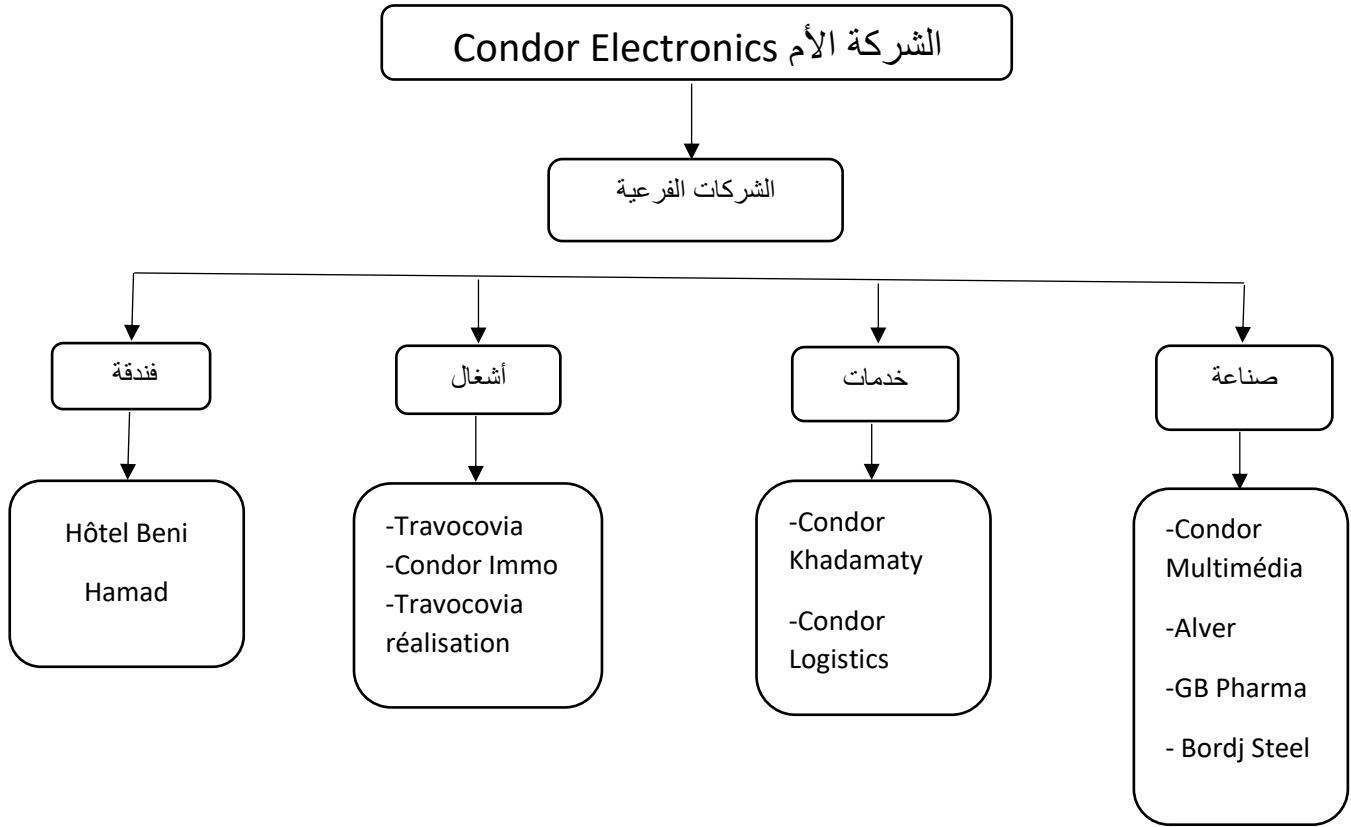 الشركة الأم Condor Electronics
الشركات الفرعية
صناعة
خدمات
أشغال
فندقة
-Condor
Multimédia
-Alver
-GB Pharma
- Bordj Steel
-Condor
Khadamaty
-Condor
Logistics
-Travocovia
-Condor Immo
-Travocovia
réalisation
Hôtel Beni
Hamad